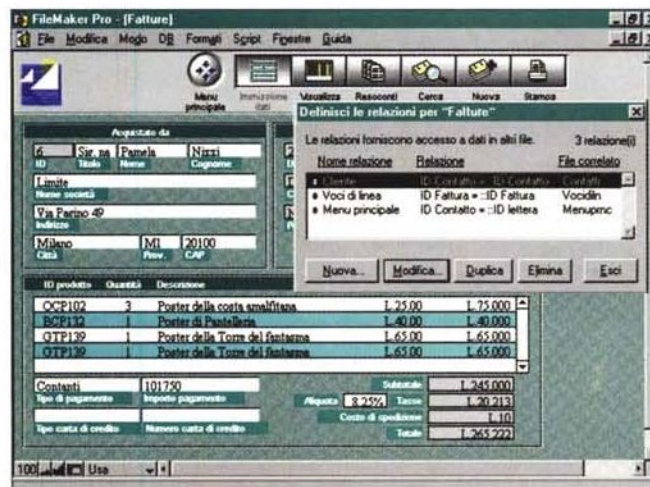 FileMaker Pro - [Fatture]
File Modifica Modo DB Formati Script Finestre Guida
Menu principale Immissione dati Visualizza Resoconti Cerca Nuova Stampa
Definisci le relazioni per "Fatture"
Le relazioni forniscono accesso a dati in altri file. 3 relazione(i)
Nome relazione Relazione File correlato
Cliente ID Contatto = ::ID Contatto Contatti
Voci di linea ID Fattura = ::ID Fattura Vocidlin
Menu principale ID Contatto = ::ID lettera Menuprnc
Nuova... Modifica... Duplica Elimina Esci
Acquistato da
6 Sig. na Pamela Nizzi
ID Titolo Nome Cognome
Limite
Nome società
Via Parino 49
Indirizzo
Milano MI 20100
Città Prov. CAP
ID prodotto Quantità Descrizione
OCP102 3 Poster della costa amalfitana L.25.00 L.75.000
BCP132 1 Poster di Pantelleria L.40.00 L.40.000
GTP139 1 Poster della Torre del fantasma L.65.00 L.65.000
GTP139 1 Poster della Torre del fantasma L.65.00 L.65.000
Contanti 101750
Tipo di pagamento Importo pagamento
Tipo carta di credito Numero carta di credito
Subtotale L.245.000
Aliquota 8.25% Tasse L.20.213
Costo di spedizione L.10
Totale L.265.222
100 Usa